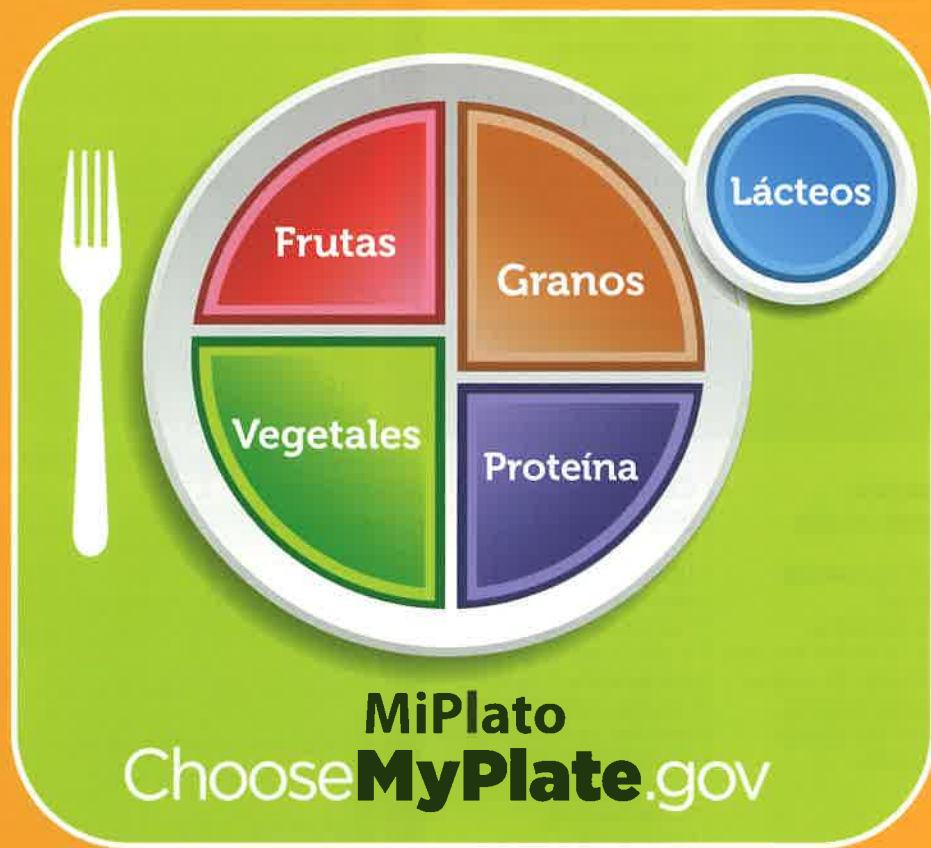 Frutas
Granos
Lácteos
Vegetales
Proteína
MiPlato
ChooseMyPlate.gov